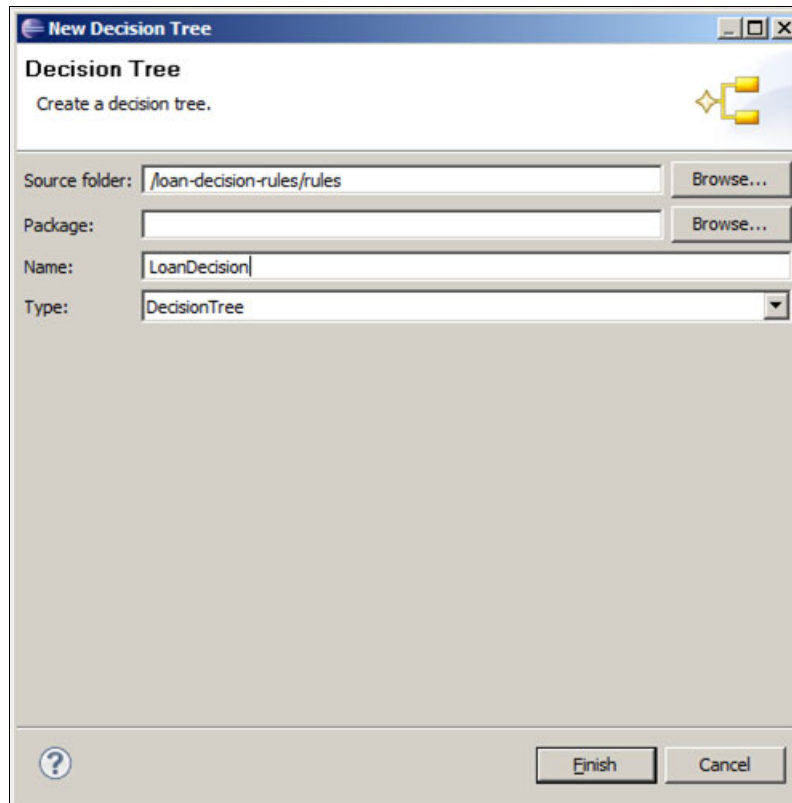 New Decision Tree
Decision Tree
Create a decision tree.
Source folder: /loan-decision-rules/rules Browse...
Package: Browse...
Name: LoanDecision
Type: DecisionTree
? Finish Cancel